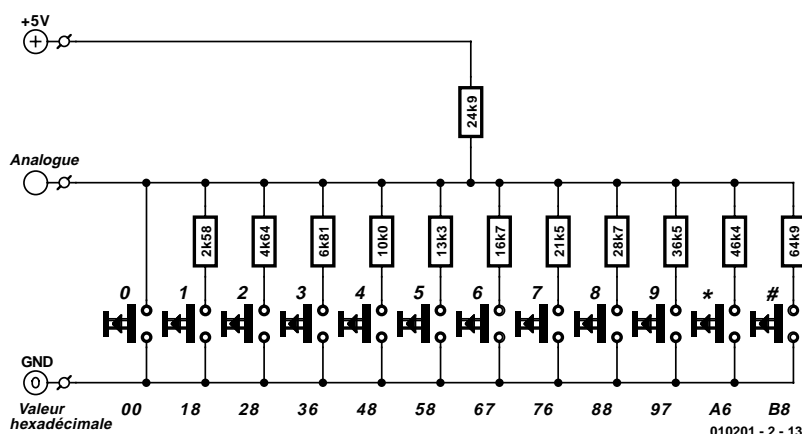 +5V
24k9
Analogue
2k58 4k64 6k81 10k0 13k3 16k7 21k5 28k7 36k5 46k4 64k9
0 1 2 3 4 5 6 7 8 9 * #
GND
0
Valeur
hexadécimale 00 18 28 36 48 58 67 76 88 97 A6 B8
010201 - 2 - 13